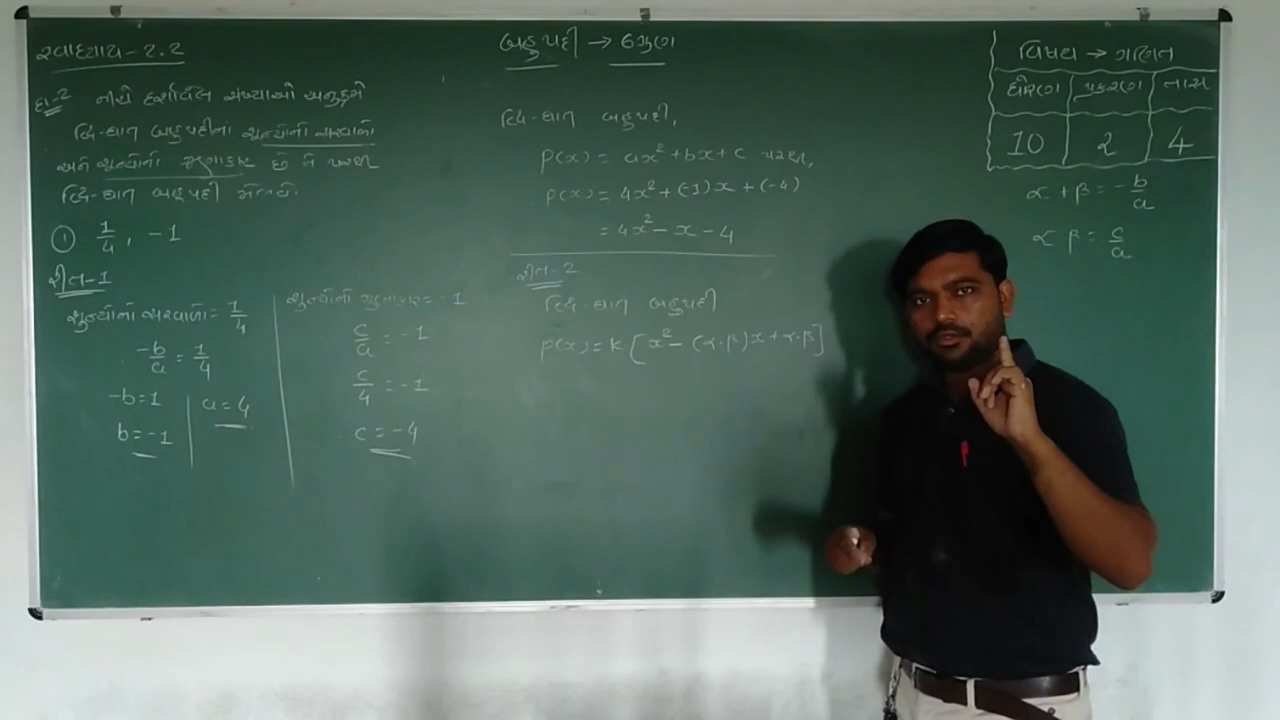 સ્વાધ્યાય-2.2
દા-2 નીચે દર્શાવેલ સંખ્યાઓ અનુક્રમે
દ્વિ-ઘાત બહુપદીના શૂન્યોનો સરવાળો
અને શૂન્યોનો ગુણાકાર છે તે પરથી
દ્વિ-ઘાત બહુપદી મેળવો.
① 1/4, -1
રીત-1
શૂન્યોનો સરવાળો = 1/4
-b/a = 1/4
-b=1
b=-1
a=4
શૂન્યોનો ગુણાકાર = -1
c/a = -1
c/4 = -1
c=-4
બહુપદી →
દ્વિ-ઘાત બહુપદી,
P(x) = ax² + bx + c પરથી,
P(x) = 4x² + (-1)x + (-4)
= 4x² - x - 4
રીત-2
દ્વિ-ઘાત બહુપદી
P(x) = k[x² - (α·β)x + α·β]
વિષય → ગણિત
ધોરણ પ્રકરણ તાસ
10 2 4
α + β = -b/a
α β = c/a